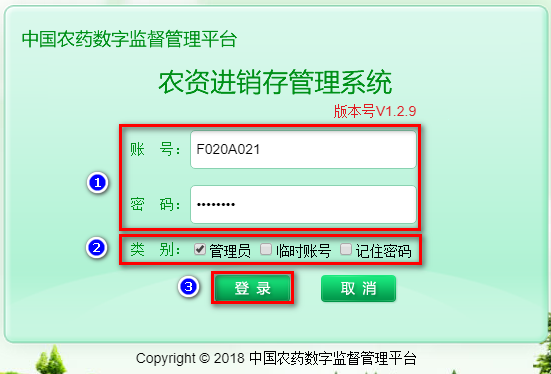 中国农药数字监督管理平台
农资进销存管理系统
版本号V1.2.9
账 号: F020A021
① 
密 码: ••••••••
② 类 别: 管理员 临时账号 记住密码
③ 登 录 取 消
Copyright © 2018 中国农药数字监督管理平台